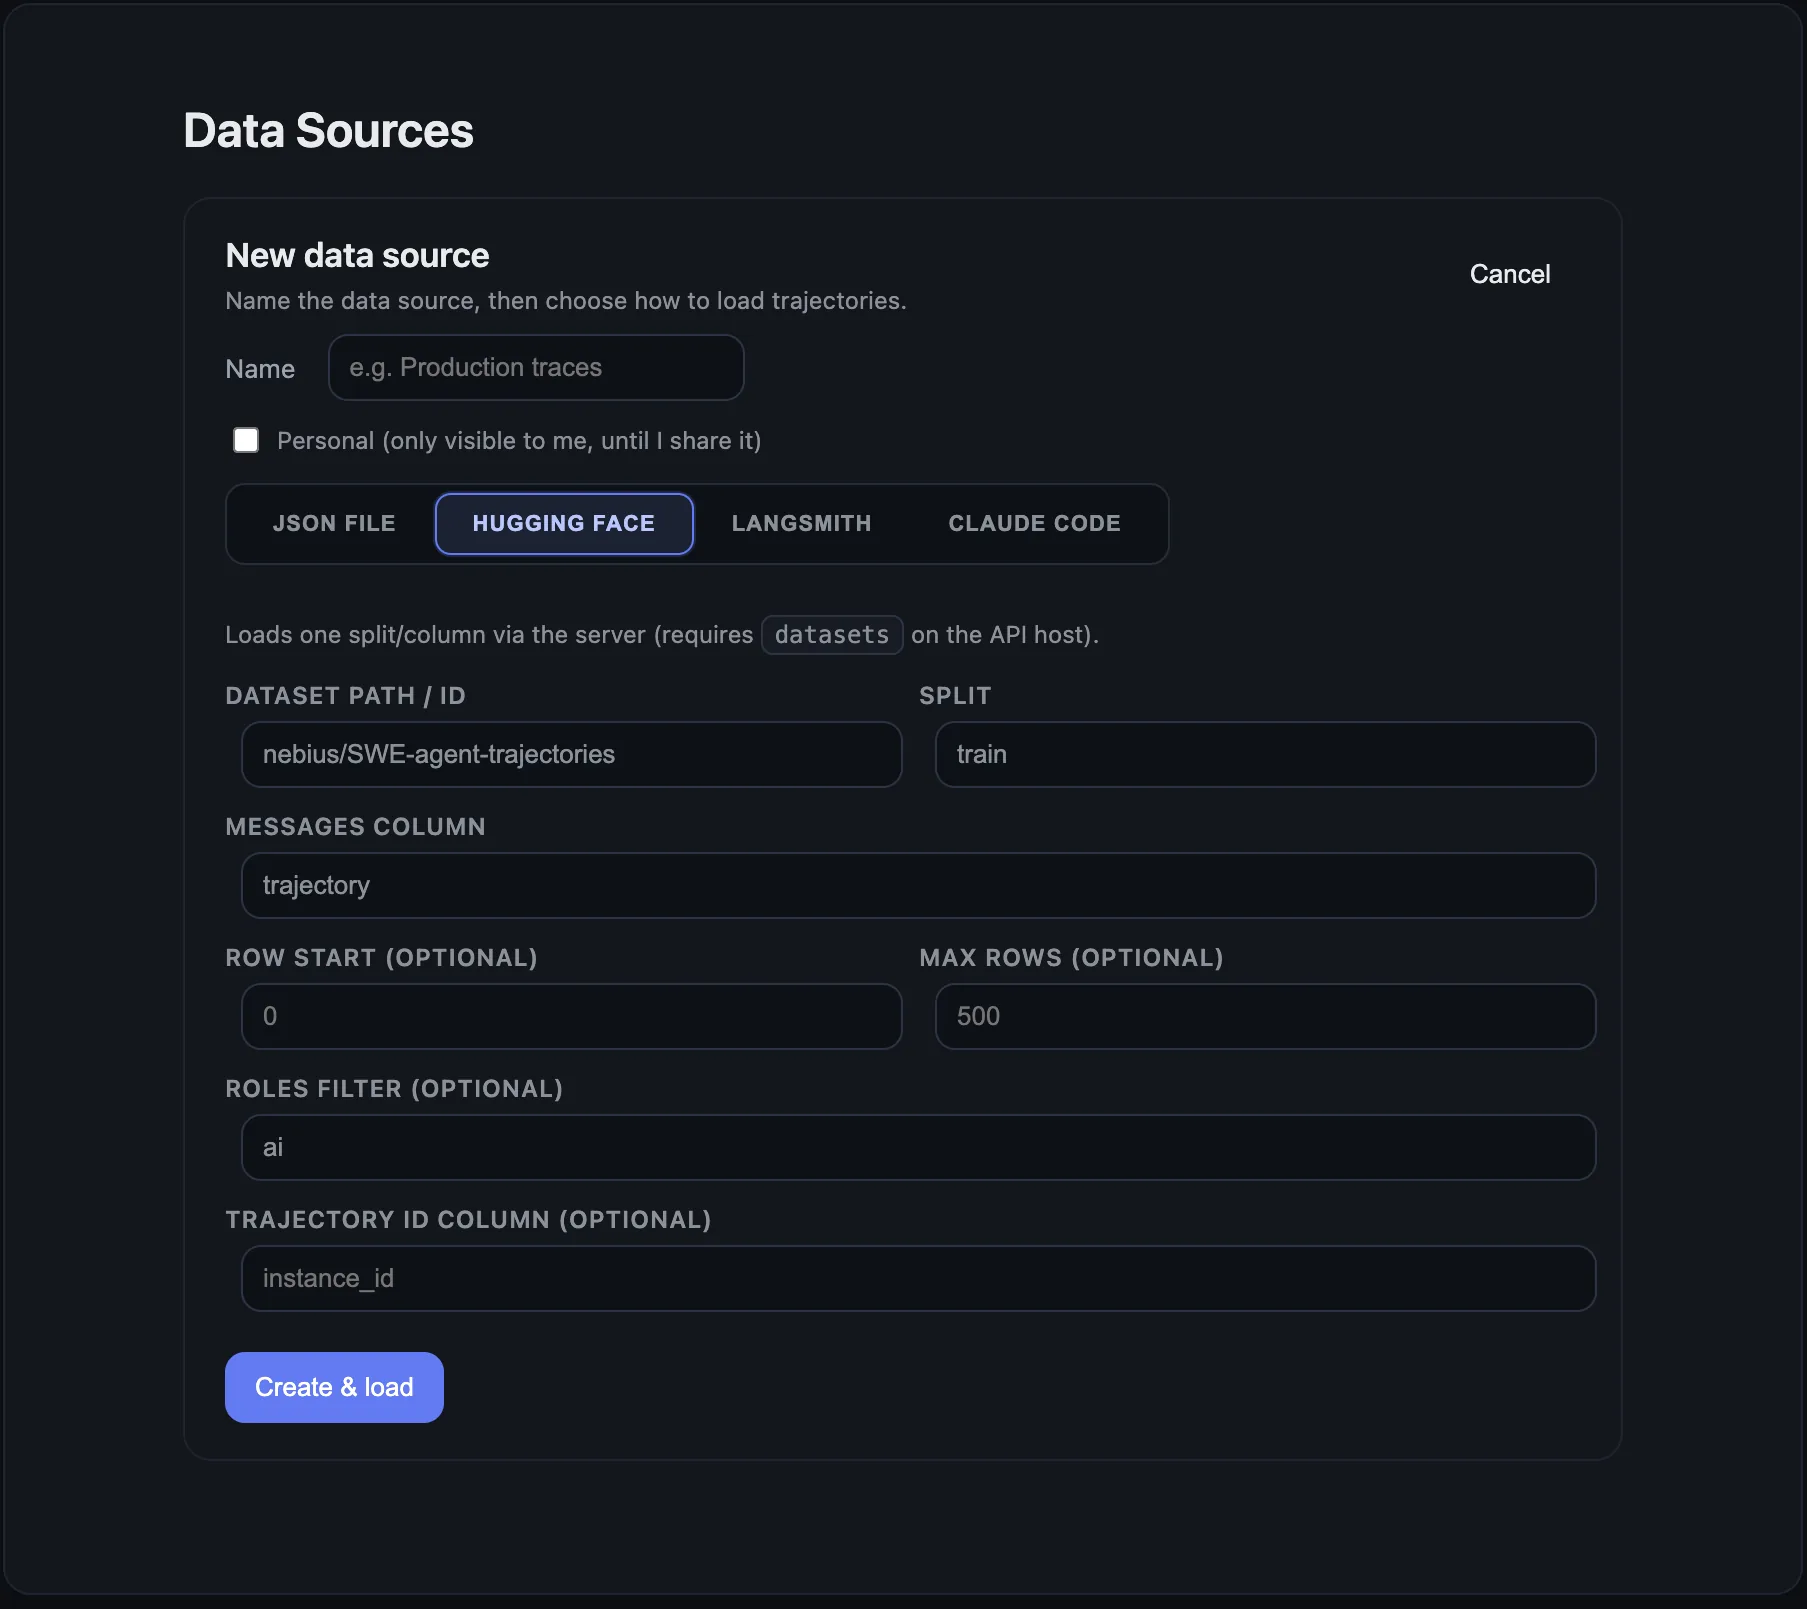 Data Sources
New data source
Cancel
Name the data source, then choose how to load trajectories.
Name e.g. Production traces
Personal (only visible to me, until I share it)
JSON FILE HUGGING FACE LANGSMITH CLAUDE CODE
Loads one split/column via the server (requires datasets on the API host).
DATASET PATH / ID SPLIT
nebius/SWE-agent-trajectories train
MESSAGES COLUMN
trajectory
ROW START (OPTIONAL) MAX ROWS (OPTIONAL)
0 500
ROLES FILTER (OPTIONAL)
ai
TRAJECTORY ID COLUMN (OPTIONAL)
instance_id
Create & load